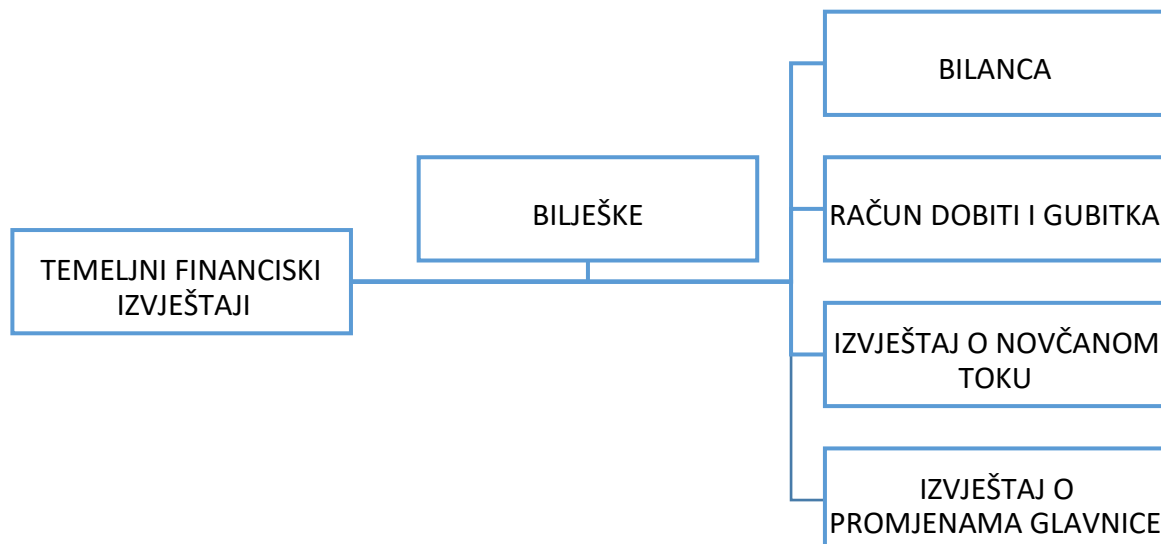 TEMELJNI FINANCISKI
IZVJEŠTAJI
BILJEŠKE
BILANCA
RAČUN DOBITI I GUBITKA
IZVJEŠTAJ O NOVČANOM
TOKU
IZVJEŠTAJ O
PROMJENAMA GLAVNICE